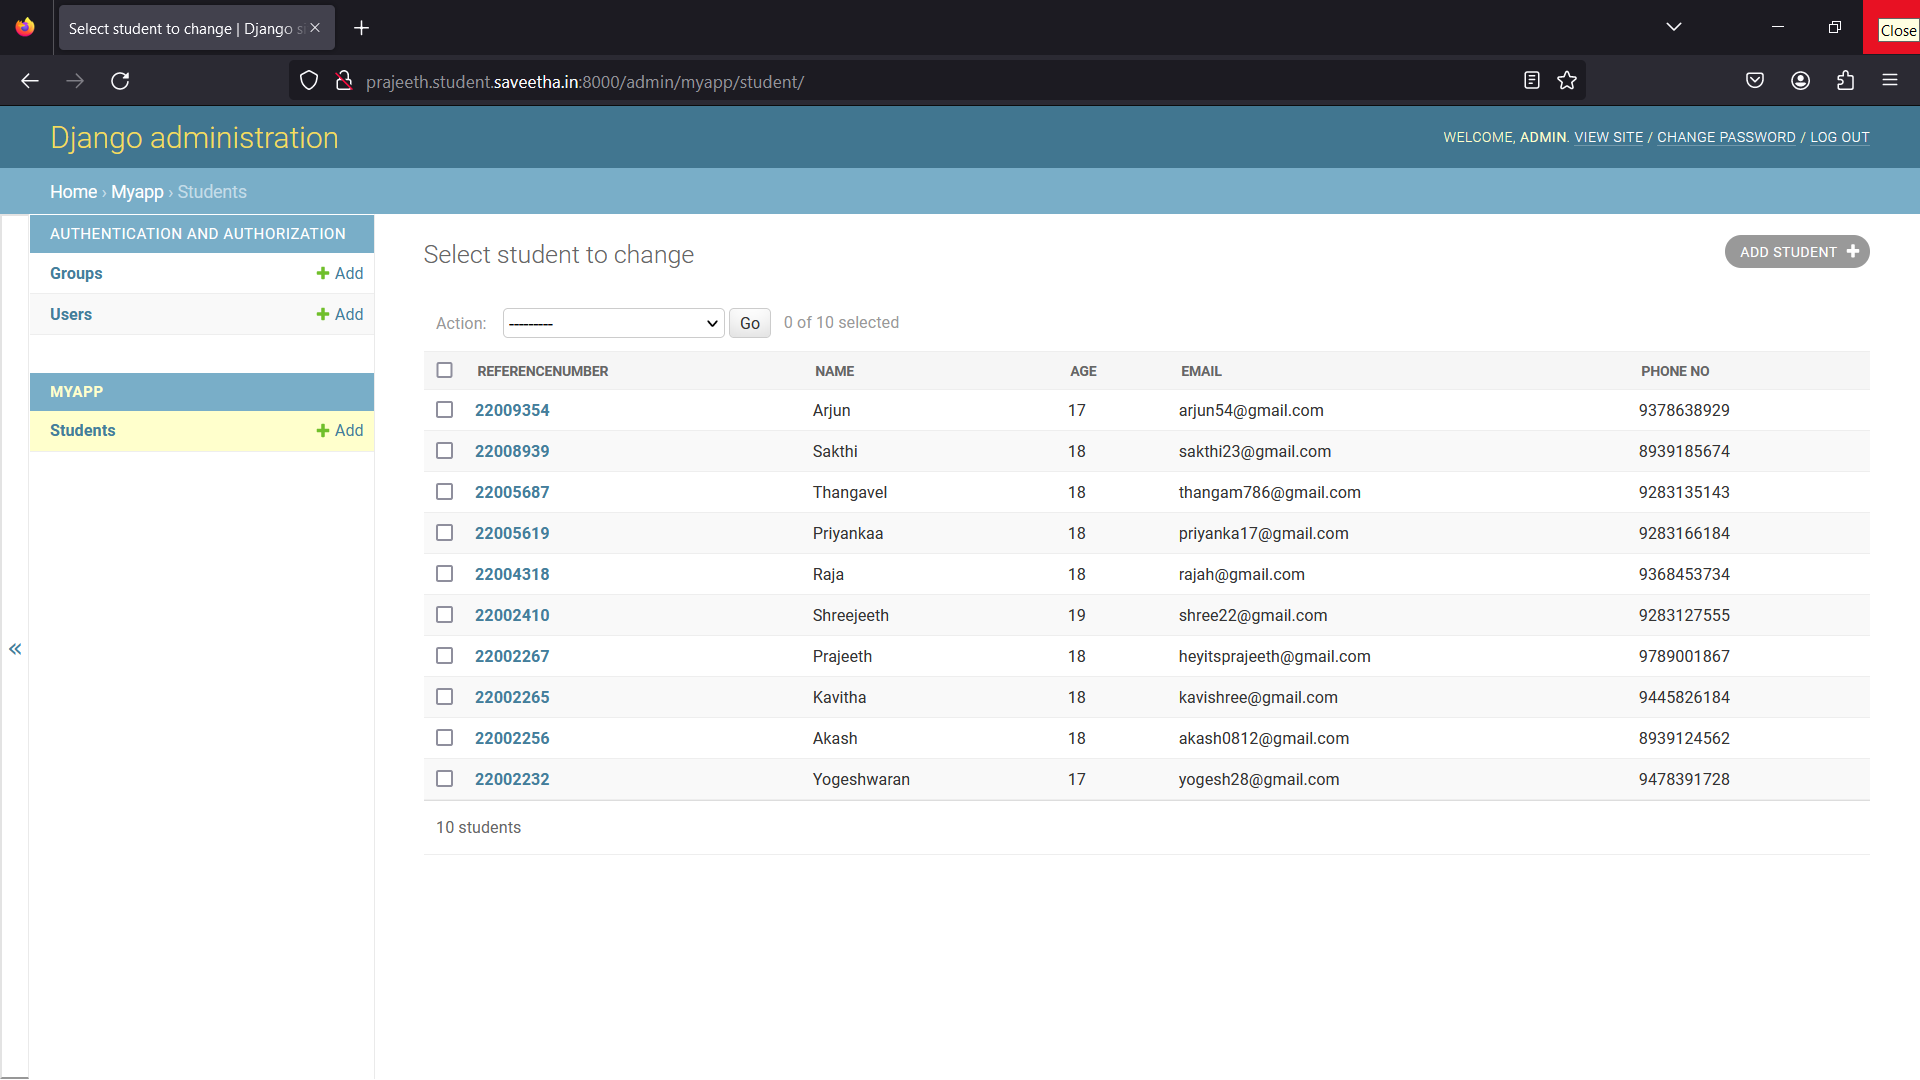 Select student to change | Django si
Close
prajeeth.student.saveetha.in:8000/admin/myapp/student/
Django administration
WELCOME, ADMIN. VIEW SITE / CHANGE PASSWORD / LOG OUT
Home › Myapp › Students
AUTHENTICATION AND AUTHORIZATION
Groups + Add
Users + Add
MYAPP
Students + Add
«
Select student to change
ADD STUDENT +
Action: --------- Go 0 of 10 selected
REFERENCENUMBER NAME AGE EMAIL PHONE NO
22009354 Arjun 17 arjun54@gmail.com 9378638929
22008939 Sakthi 18 sakthi23@gmail.com 8939185674
22005687 Thangavel 18 thangam786@gmail.com 9283135143
22005619 Priyankaa 18 priyanka17@gmail.com 9283166184
22004318 Raja 18 rajah@gmail.com 9368453734
22002410 Shreejeeth 19 shree22@gmail.com 9283127555
22002267 Prajeeth 18 heyitsprajeeth@gmail.com 9789001867
22002265 Kavitha 18 kavishree@gmail.com 9445826184
22002256 Akash 18 akash0812@gmail.com 8939124562
22002232 Yogeshwaran 17 yogesh28@gmail.com 9478391728
10 students